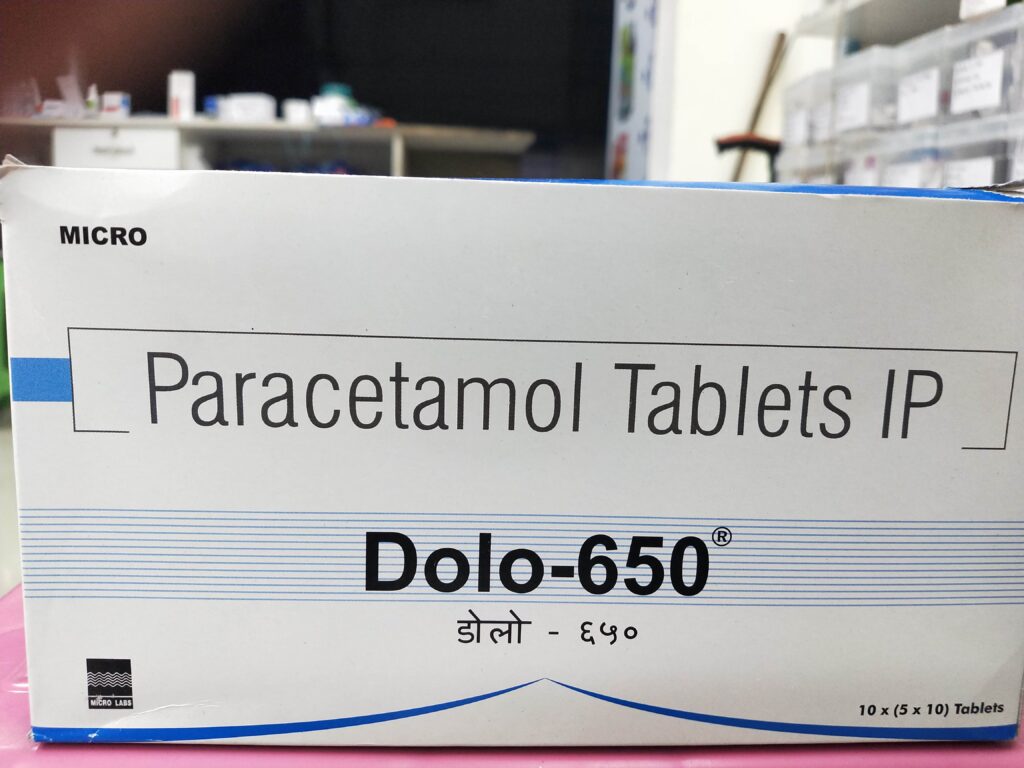 MICRO
Paracetamol Tablets IP
Dolo-650®
डोलो - ६५०
MICRO LABS
10 x (5 x 10) Tablets